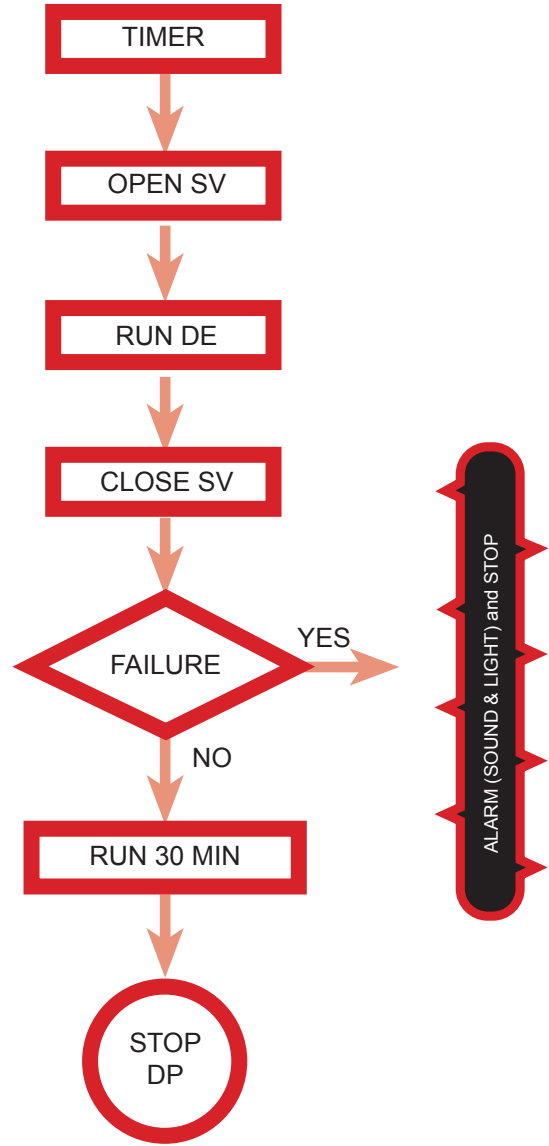 TIMER
OPEN SV
RUN DE
CLOSE SV
FAILURE
YES
ALARM (SOUND & LIGHT) and STOP
NO
RUN 30 MIN
STOP
DP